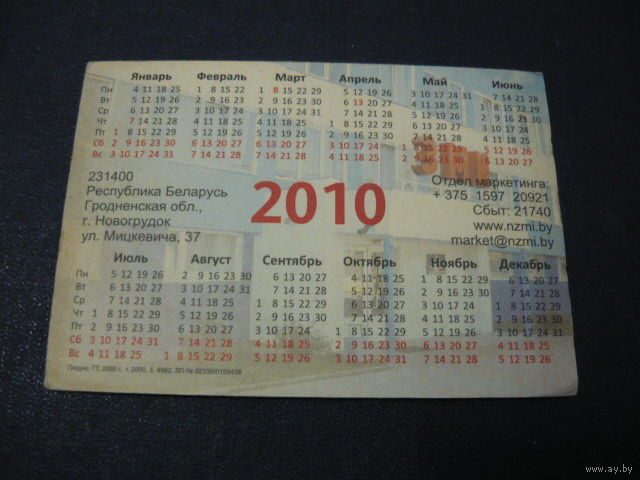 Январь Февраль Март Апрель Май Июнь
Пн 4 11 18 25 1 8 15 22 1 8 15 22 29 5 12 19 26 3 10 17 24 31 7 14 21 28
Вт 5 12 19 26 2 9 16 23 2 9 16 23 30 6 13 20 27 4 11 18 25 1 8 15 22 29
Ср 6 13 20 27 3 10 17 24 3 10 17 24 31 7 14 21 28 5 12 19 26 2 9 16 23 30
Чт 7 14 21 28 4 11 18 25 4 11 18 25 1 8 15 22 29 6 13 20 27 3 10 17 24
Пт 1 8 15 22 29 5 12 19 26 5 12 19 26 2 9 16 23 30 7 14 21 28 4 11 18 25
Сб 2 9 16 23 30 6 13 20 27 6 13 20 27 3 10 17 24 1 8 15 22 29 5 12 19 26
Вс 3 10 17 24 31 7 14 21 28 7 14 21 28 4 11 18 25 2 9 16 23 30 6 13 20 27
231400
Республика Беларусь
Гродненская обл.,
г. Новогрудок
ул. Мицкевича, 37
2010
Отдел маркетинга:
+ 375 1597 20921
Сбыт: 21740
www.nzmi.by
market@nzmi.by
Июль Август Сентябрь Октябрь Ноябрь Декабрь
Пн 5 12 19 26 2 9 16 23 30 6 13 20 27 4 11 18 25 1 8 15 22 29 6 13 20 27
Вт 6 13 20 27 3 10 17 24 31 7 14 21 28 5 12 19 26 2 9 16 23 30 7 14 21 28
Ср 7 14 21 28 4 11 18 25 1 8 15 22 29 6 13 20 27 3 10 17 24 1 8 15 22 29
Чт 1 8 15 22 29 5 12 19 26 2 9 16 23 30 7 14 21 28 4 11 18 25 2 9 16 23 30
Пт 2 9 16 23 30 6 13 20 27 3 10 17 24 1 8 15 22 29 5 12 19 26 3 10 17 24 31
Сб 3 10 17 24 31 7 14 21 28 4 11 18 25 2 9 16 23 30 6 13 20 27 4 11 18 25
Вс 4 11 18 25 1 8 15 22 29 5 12 19 26 3 10 17 24 31 7 14 21 28 5 12 19 26
Гродно, ГТ, 2009 г., т. 2000, З. 4982, ЛП № 02330/0150456
www.ay.by